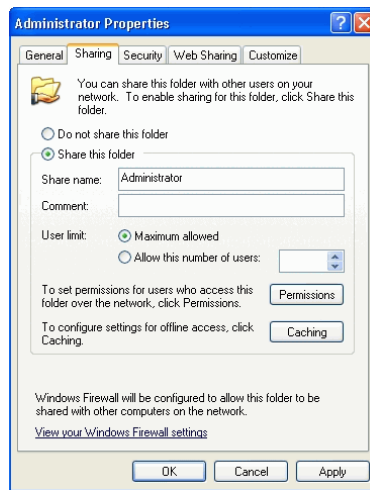 Administrator Properties
General Sharing Security Web Sharing Customize
You can share this folder with other users on your
network. To enable sharing for this folder, click Share this
folder.
Do not share this folder
Share this folder
Share name: Administrator
Comment:
User limit: Maximum allowed
Allow this number of users:
To set permissions for users who access this
folder over the network, click Permissions.
Permissions
To configure settings for offline access, click
Caching.
Caching
Windows Firewall will be configured to allow this folder to be
shared with other computers on the network.
View your Windows Firewall settings
OK Cancel Apply